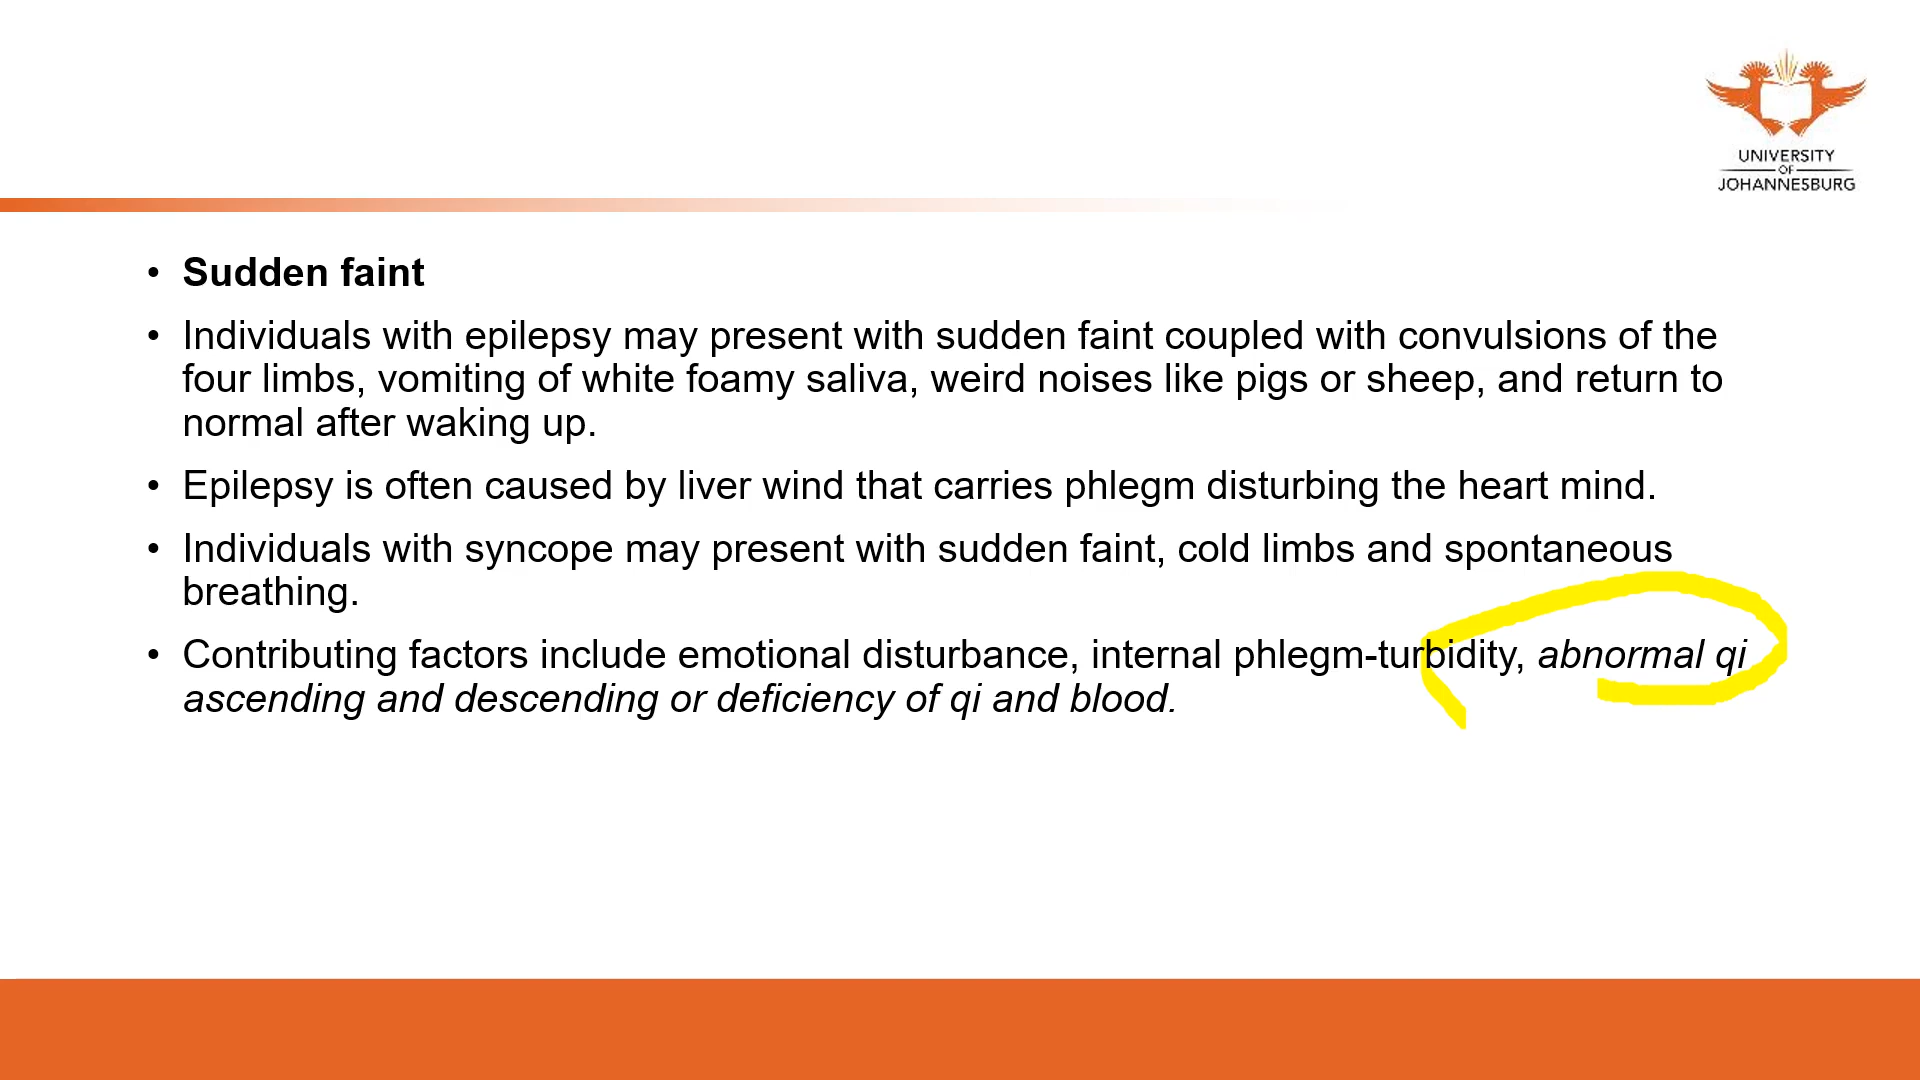 UNIVERSITY
OF
JOHANNESBURG
• Sudden faint
• Individuals with epilepsy may present with sudden faint coupled with convulsions of the
four limbs, vomiting of white foamy saliva, weird noises like pigs or sheep, and return to
normal after waking up.
• Epilepsy is often caused by liver wind that carries phlegm disturbing the heart mind.
• Individuals with syncope may present with sudden faint, cold limbs and spontaneous
breathing.
• Contributing factors include emotional disturbance, internal phlegm-turbidity, abnormal qi
ascending and descending or deficiency of qi and blood.